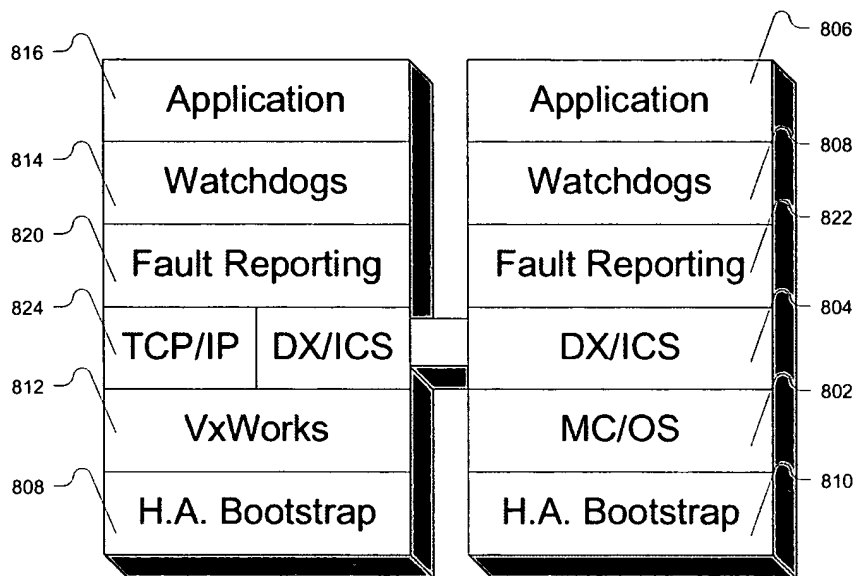 816
806
Application
Application
814
808
Watchdogs
Watchdogs
820
822
Fault Reporting
Fault Reporting
824
804
TCP/IP
DX/ICS
DX/ICS
812
802
VxWorks
MC/OS
808
810
H.A. Bootstrap
H.A. Bootstrap